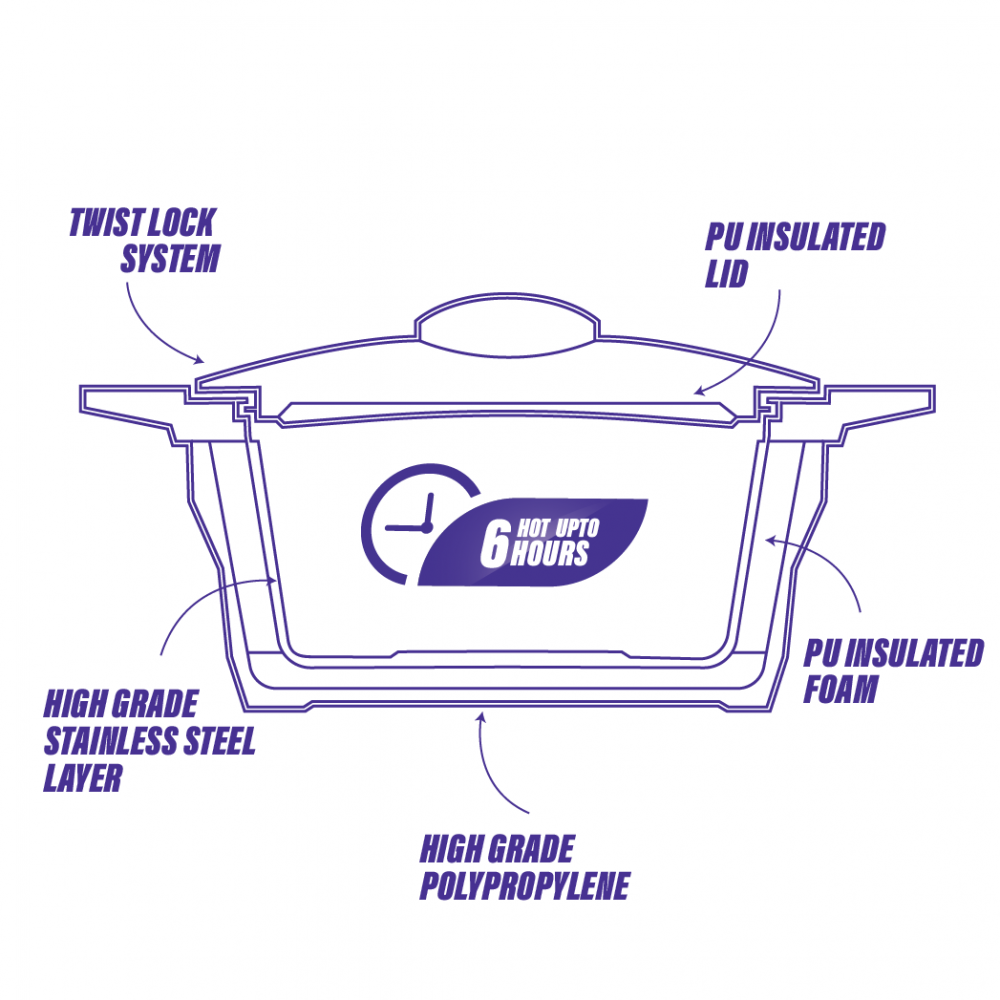 TWIST LOCK
SYSTEM
PU INSULATED
LID
6 HOT UPTO
HOURS
PU INSULATED
FOAM
HIGH GRADE
STAINLESS STEEL
LAYER
HIGH GRADE
POLYPROPYLENE